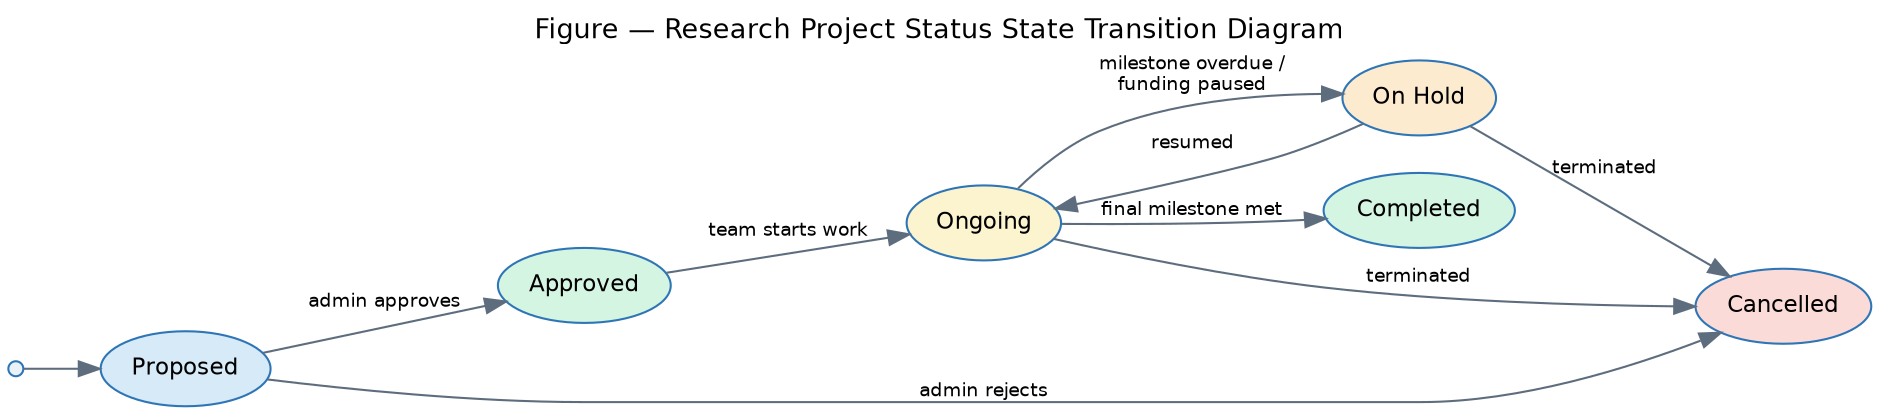 Figure — Research Project Status State Transition Diagram
milestone overdue /
funding paused
On Hold
resumed
terminated
Completed
final milestone met
Ongoing
team starts work
terminated
Approved
admin approves
Cancelled
Proposed
admin rejects